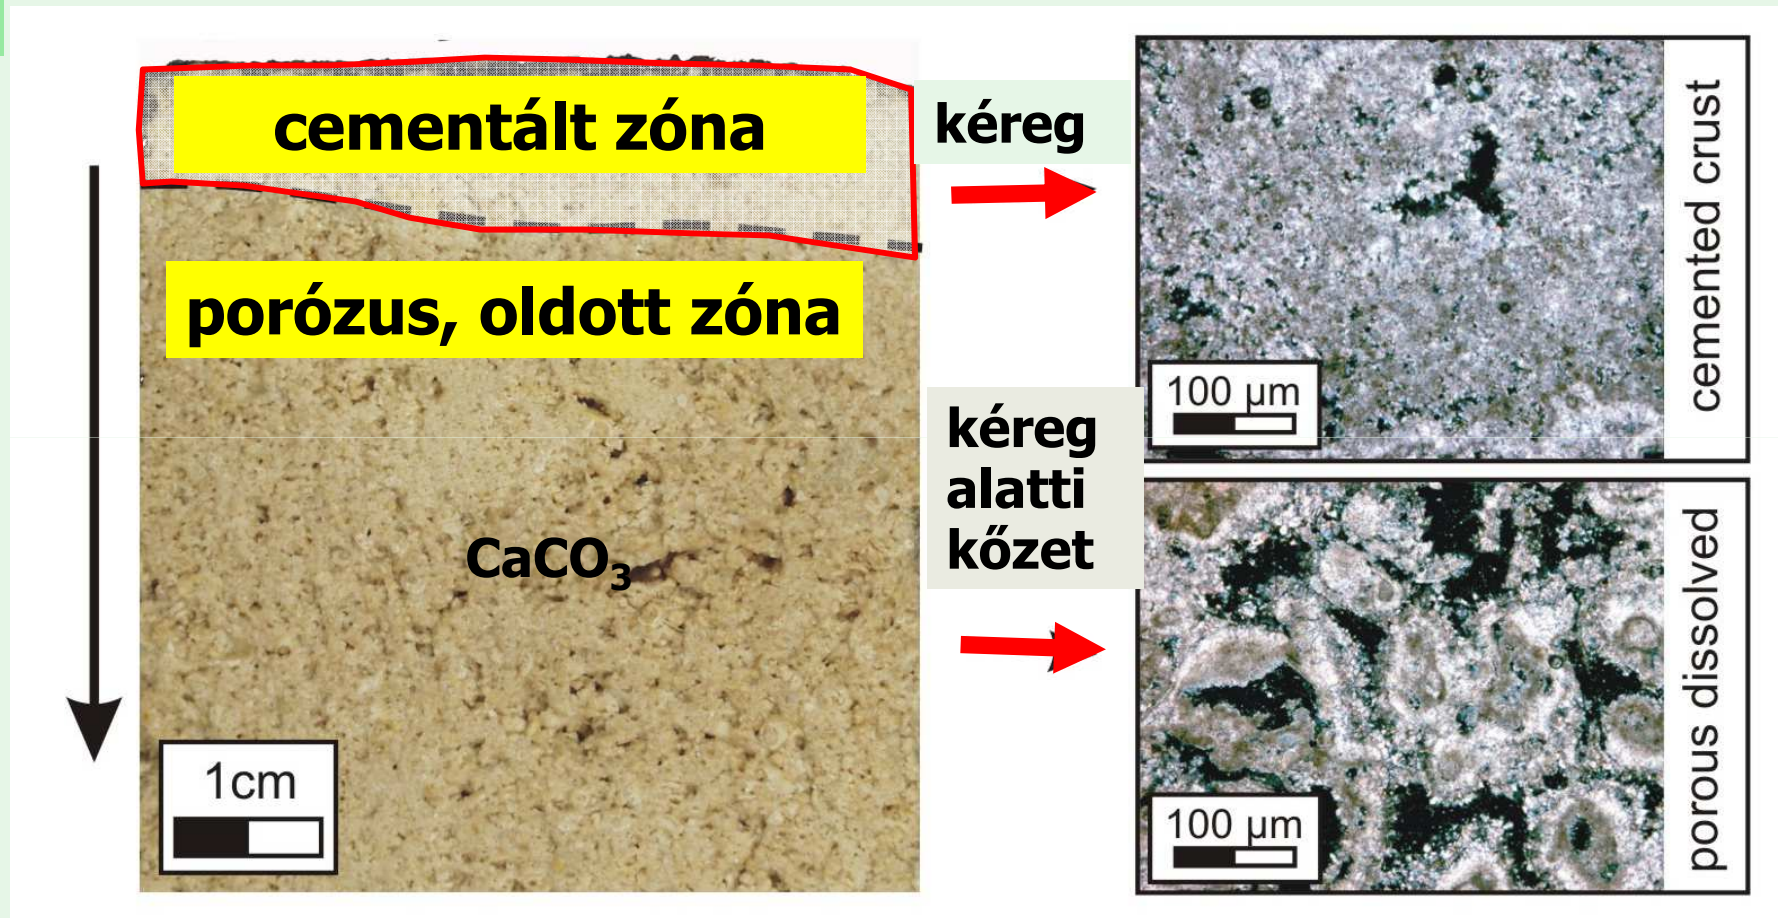 cementált zóna
kéreg
porózus, oldott zóna
kéreg
alatti
kőzet
CaCO₃
1cm
100 µm
cemented crust
100 µm
porous dissolved